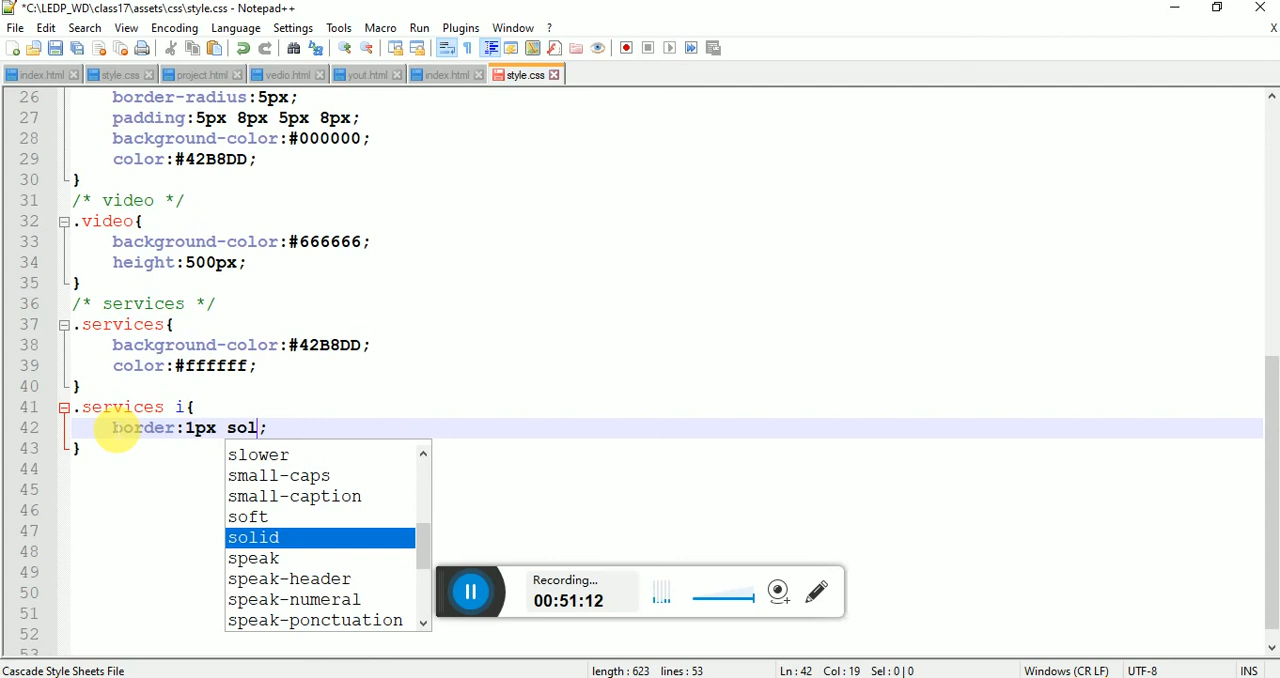 *C:\LEDP_WD\class17\assets\css\style.css - Notepad++
File Edit Search View Encoding Language Settings Tools Macro Run Plugins Window ? X
index.html style.css project.html vedio.html yout.html index.html style.css
26 border-radius:5px;
27 padding:5px 8px 5px 8px;
28 background-color:#000000;
29 color:#42B8DD;
30 }
31 /* video */
32 .video{
33 background-color:#666666;
34 height:500px;
35 }
36 /* services */
37 .services{
38 background-color:#42B8DD;
39 color:#ffffff;
40 }
41 .services i{
42 border:1px sol;
43 }
44
45
46
47
48
49
50
51
52
53
slower
small-caps
small-caption
soft
solid
speak
speak-header
speak-numeral
speak-punctuation
Recording...
00:51:12
Cascade Style Sheets File length : 623 lines : 53 Ln : 42 Col : 19 Sel : 0 | 0 Windows (CR LF) UTF-8 INS